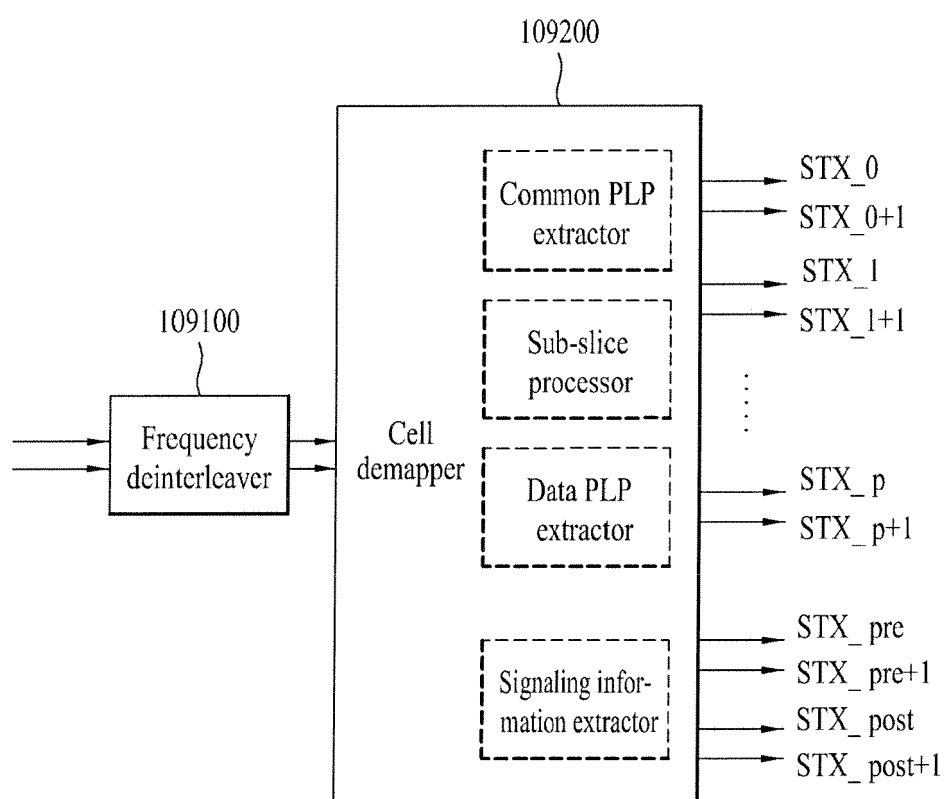 109200
Common PLP
extractor
STX_0
STX_0+1
STX_1
STX_1+1
109100
Sub-slice
processor
Frequency
deinterleaver
Cell
demapper
Data PLP
extractor
STX_ p
STX_ p+1
Signaling infor-
mation extractor
STX_ pre
STX_ pre+1
STX_ post
STX_ post+1